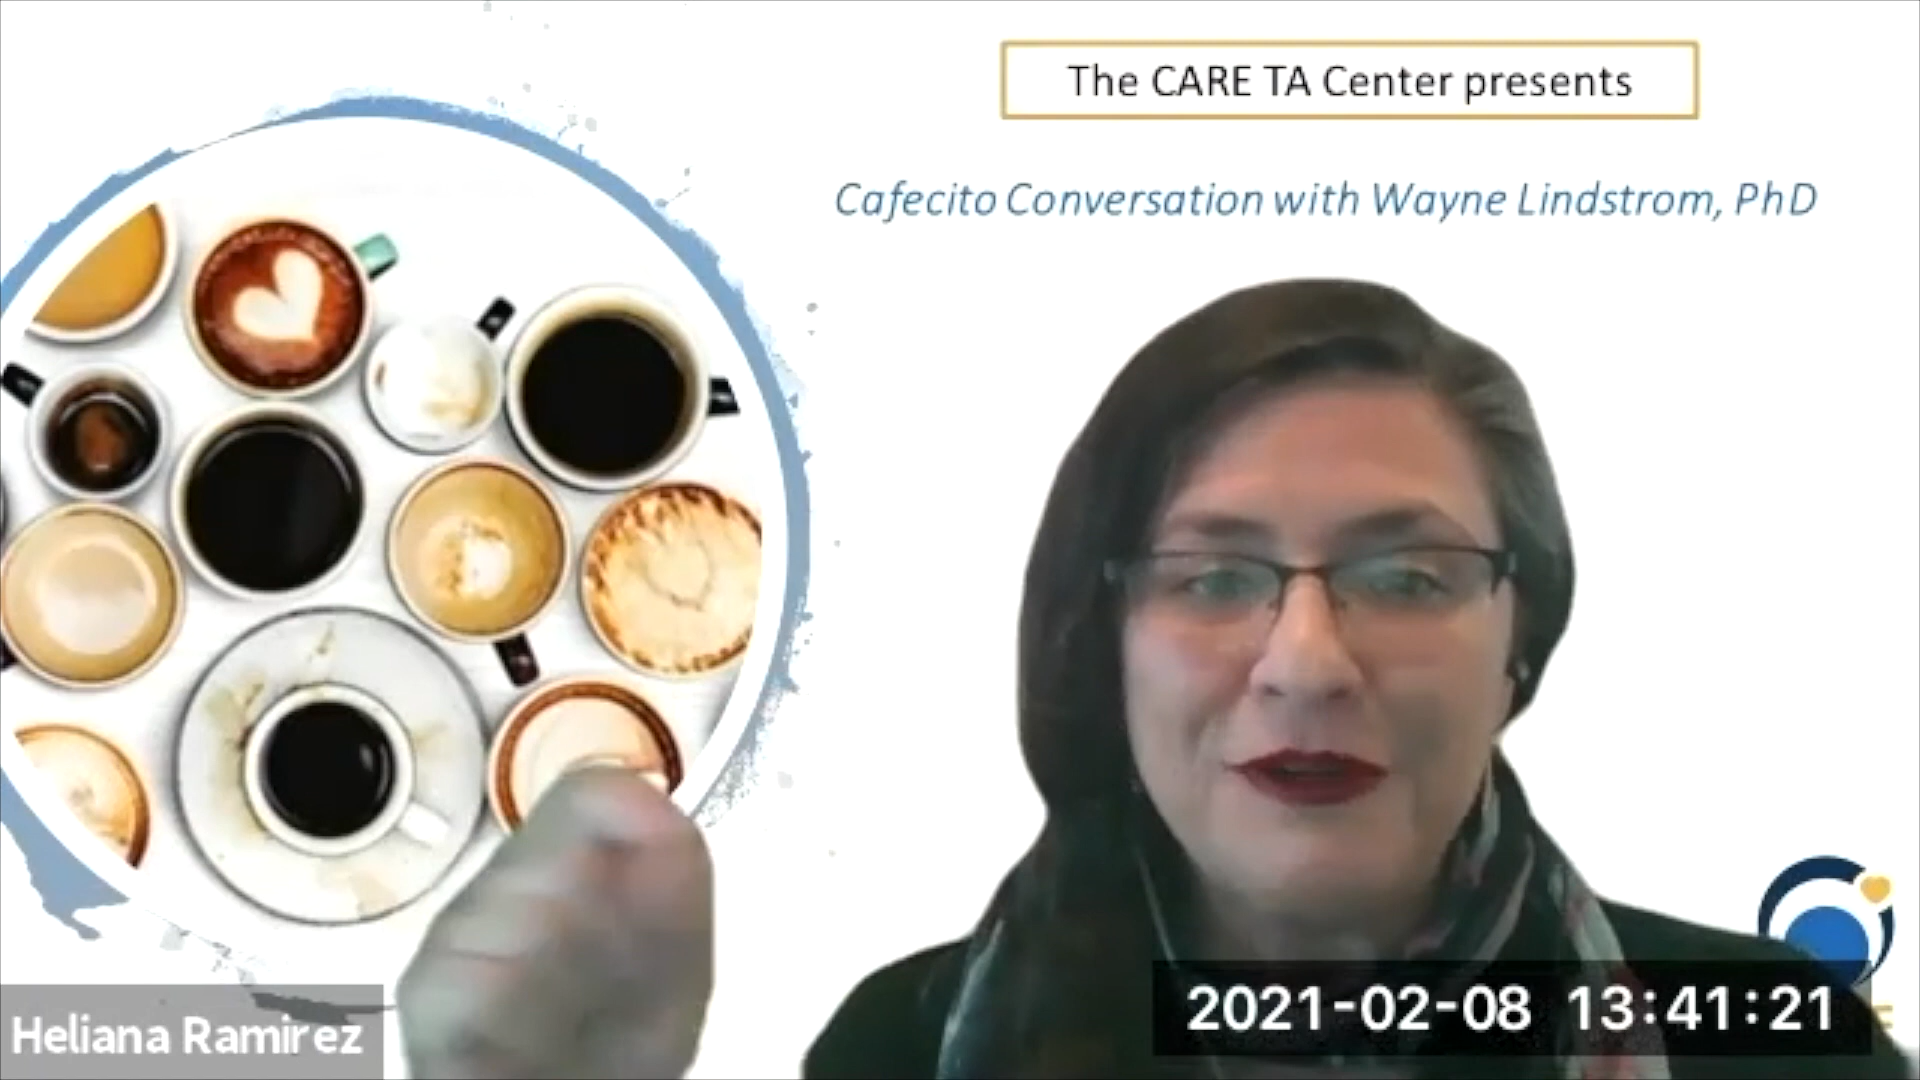 The CARE TA Center presents
Cafecito Conversation with Wayne Lindstrom, PhD
Heliana Ramirez
2021-02-08 13:41:21